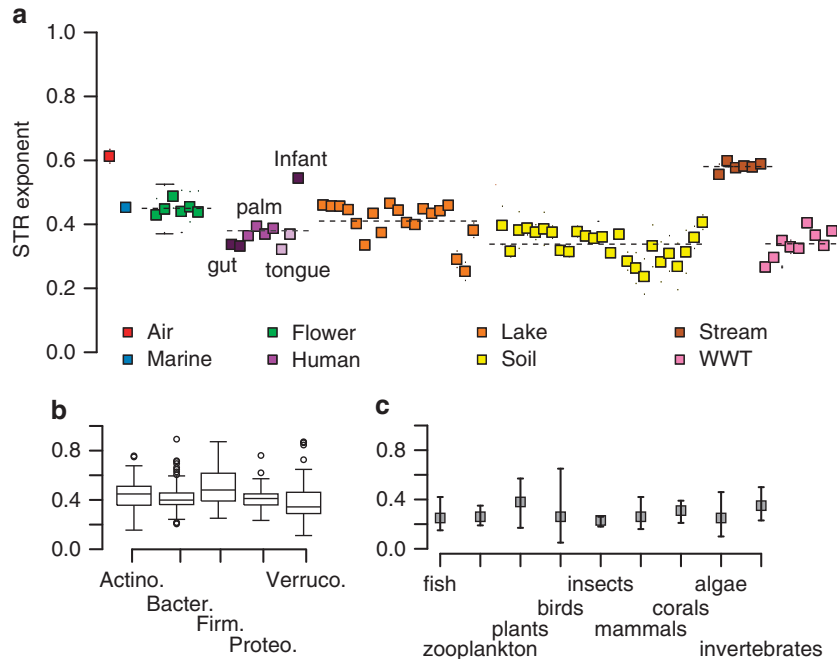 a
1.0
0.8
0.6
0.4
0.2
0.0
STR exponent
Infant
palm
gut
tongue
Air
Flower
Lake
Stream
Marine
Human
Soil
WWT
b
0.8
0.4
0.0
Actino.
Verruco.
Bacter.
Firm.
Proteo.
c
0.8
0.4
0.0
fish
insects
algae
birds
corals
plants
mammals
zooplankton
invertebrates